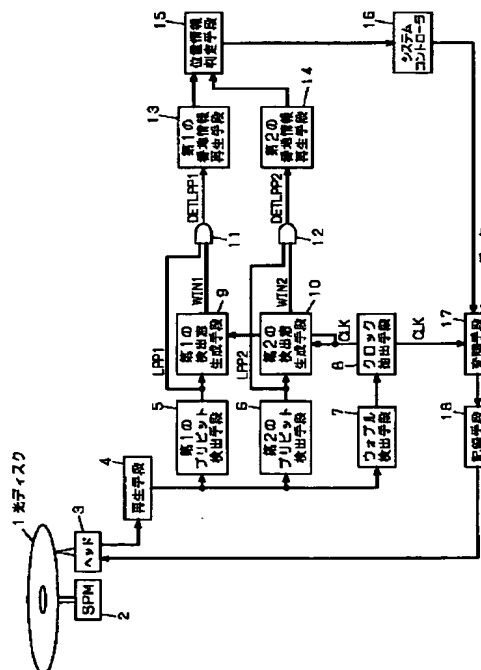 1 光ディスク
SPM
2
3
ヘッド
4
再生手段
5
第1の
プリピット
検出手段
6
第2の
プリピット
検出手段
7
ウォブル
検出手段
8
クロック
抽出手段
CLK
CLK
LPP1
LPP2
第1の
検出窓
生成手段
9
第2の
検出窓
生成手段
10
WIN1
WIN2
11
12
DETLPP1
DETLPP2
13
第1の
番地情報
再生手段
第2の
番地情報
再生手段
14
15
位置情報
判定手段
16
システム
コントローラ
変調手段
17
記録手段
18